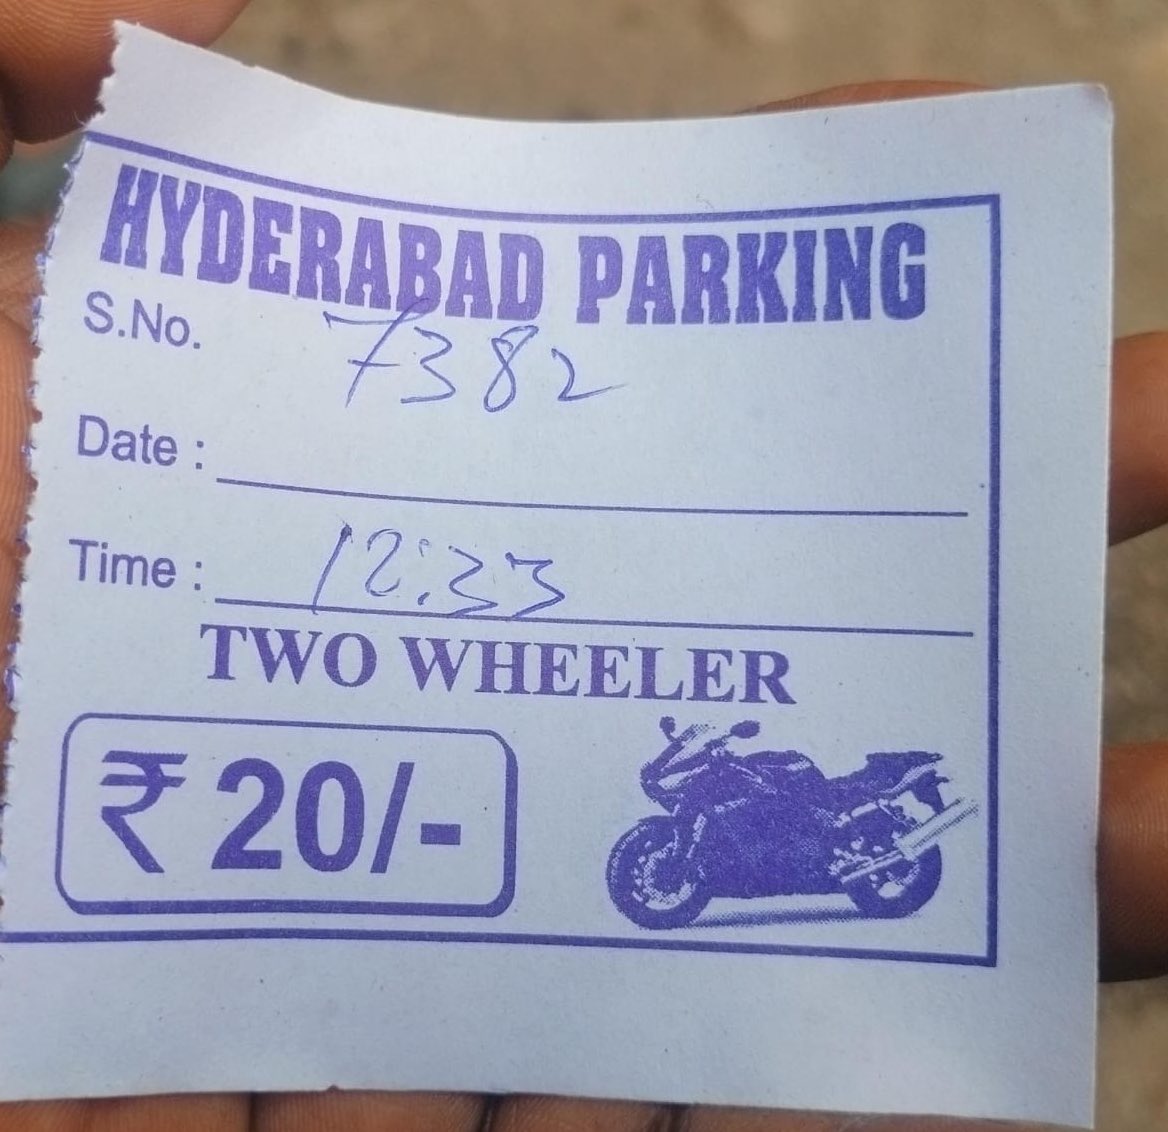 HYDERABAD PARKING
S.No. 7382
Date :
Time : 12:33
TWO WHEELER
₹ 20/-